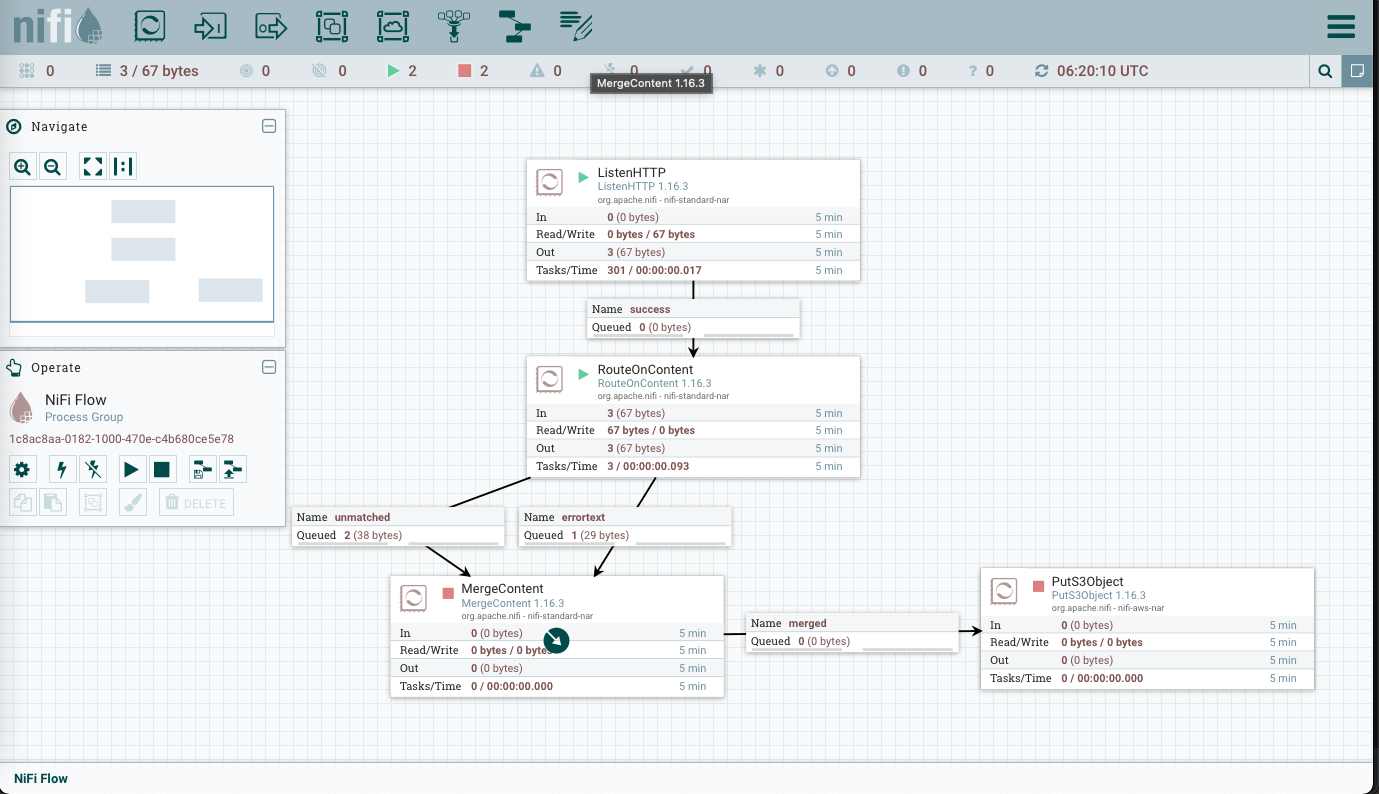 nifi
0 3 / 67 bytes 0 0 2 2 0 0 0 0 0 0 0 06:20:10 UTC
MergeContent 1.16.3
Navigate
Operate
NiFi Flow
Process Group
1c8ac8aa-0182-1000-470e-c4b680ce5e78
DELETE
ListenHTTP
ListenHTTP 1.16.3
org.apache.nifi - nifi-standard-nar
In 0 (0 bytes) 5 min
Read/Write 0 bytes / 67 bytes 5 min
Out 3 (67 bytes) 5 min
Tasks/Time 301 / 00:00:00.017 5 min
Name success
Queued 0 (0 bytes)
RouteOnContent
RouteOnContent 1.16.3
org.apache.nifi - nifi-standard-nar
In 3 (67 bytes) 5 min
Read/Write 67 bytes / 0 bytes 5 min
Out 3 (67 bytes) 5 min
Tasks/Time 3 / 00:00:00.093 5 min
Name unmatched
Queued 2 (38 bytes)
Name errortext
Queued 1 (29 bytes)
MergeContent
MergeContent 1.16.3
org.apache.nifi - nifi-standard-nar
In 0 (0 bytes) 5 min
Read/Write 0 bytes / 0 bytes 5 min
Out 0 (0 bytes) 5 min
Tasks/Time 0 / 00:00:00.000 5 min
Name merged
Queued 0 (0 bytes)
PutS3Object
PutS3Object 1.16.3
org.apache.nifi - nifi-aws-nar
In 0 (0 bytes) 5 min
Read/Write 0 bytes / 0 bytes 5 min
Out 0 (0 bytes) 5 min
Tasks/Time 0 / 00:00:00.000 5 min
NiFi Flow